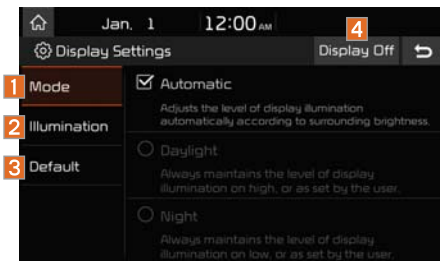 Jan. 1 12:00 AM
4
Display Settings Display Off
1 Mode
Automatic
Adjusts the level of display illumination
automatically according to surrounding brightness.
2 Illumination
Daylight
3 Default
Always maintains the level of display
illumination on high, or as set by the user.
Night
Always maintains the level of display
illumination on low, or as set by the user.